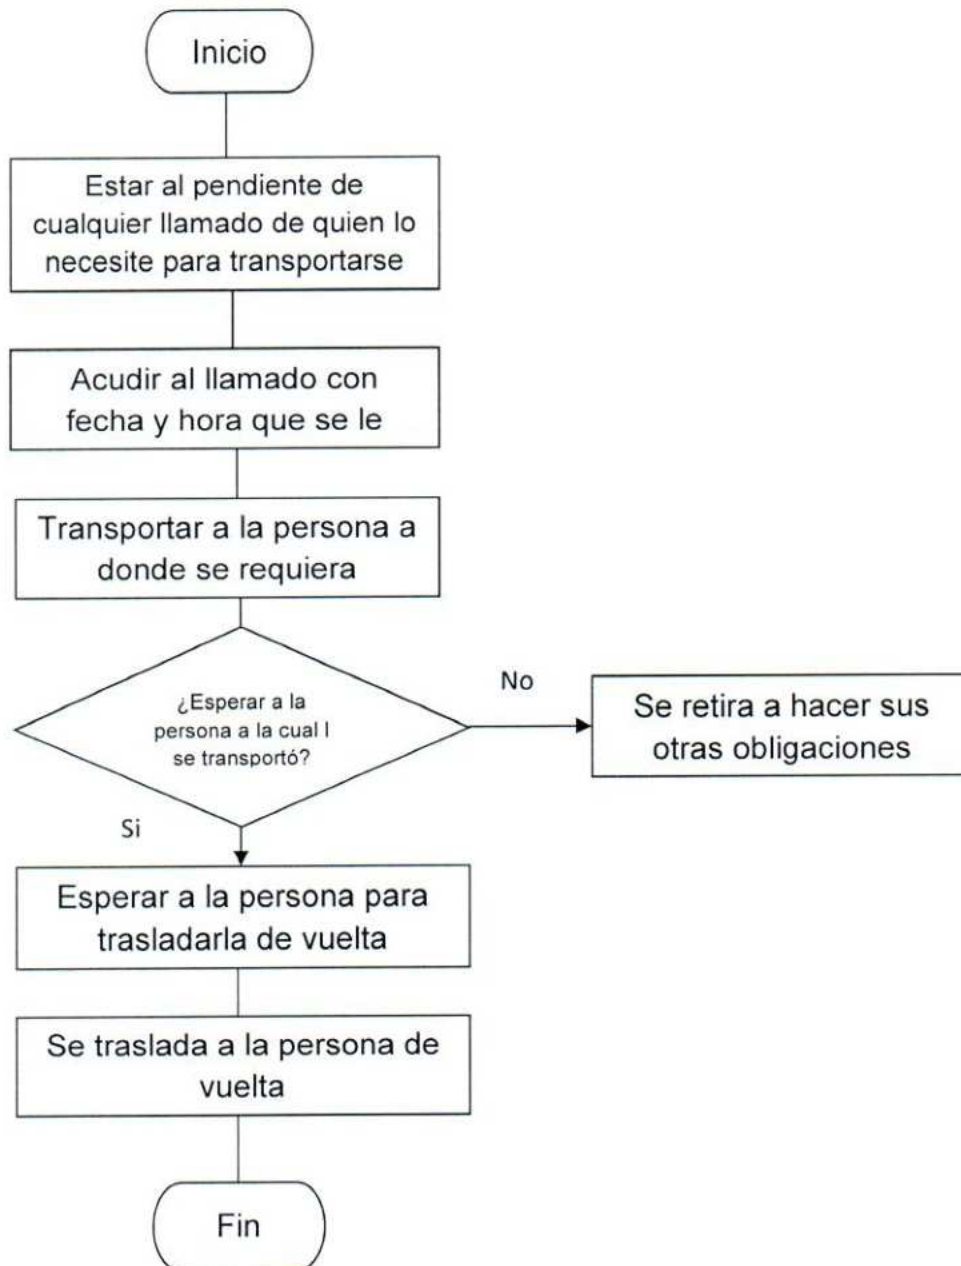 Inicio
Estar al pendiente de
cualquier llamado de quien lo
necesite para transportarse
Acudir al llamado con
fecha y hora que se le
Transportar a la persona a
donde se requiera
¿Esperar a la
persona a la cual l
se transportó?
No
Se retira a hacer sus
otras obligaciones
Si
Esperar a la persona para
trasladarla de vuelta
Se traslada a la persona de
vuelta
Fin